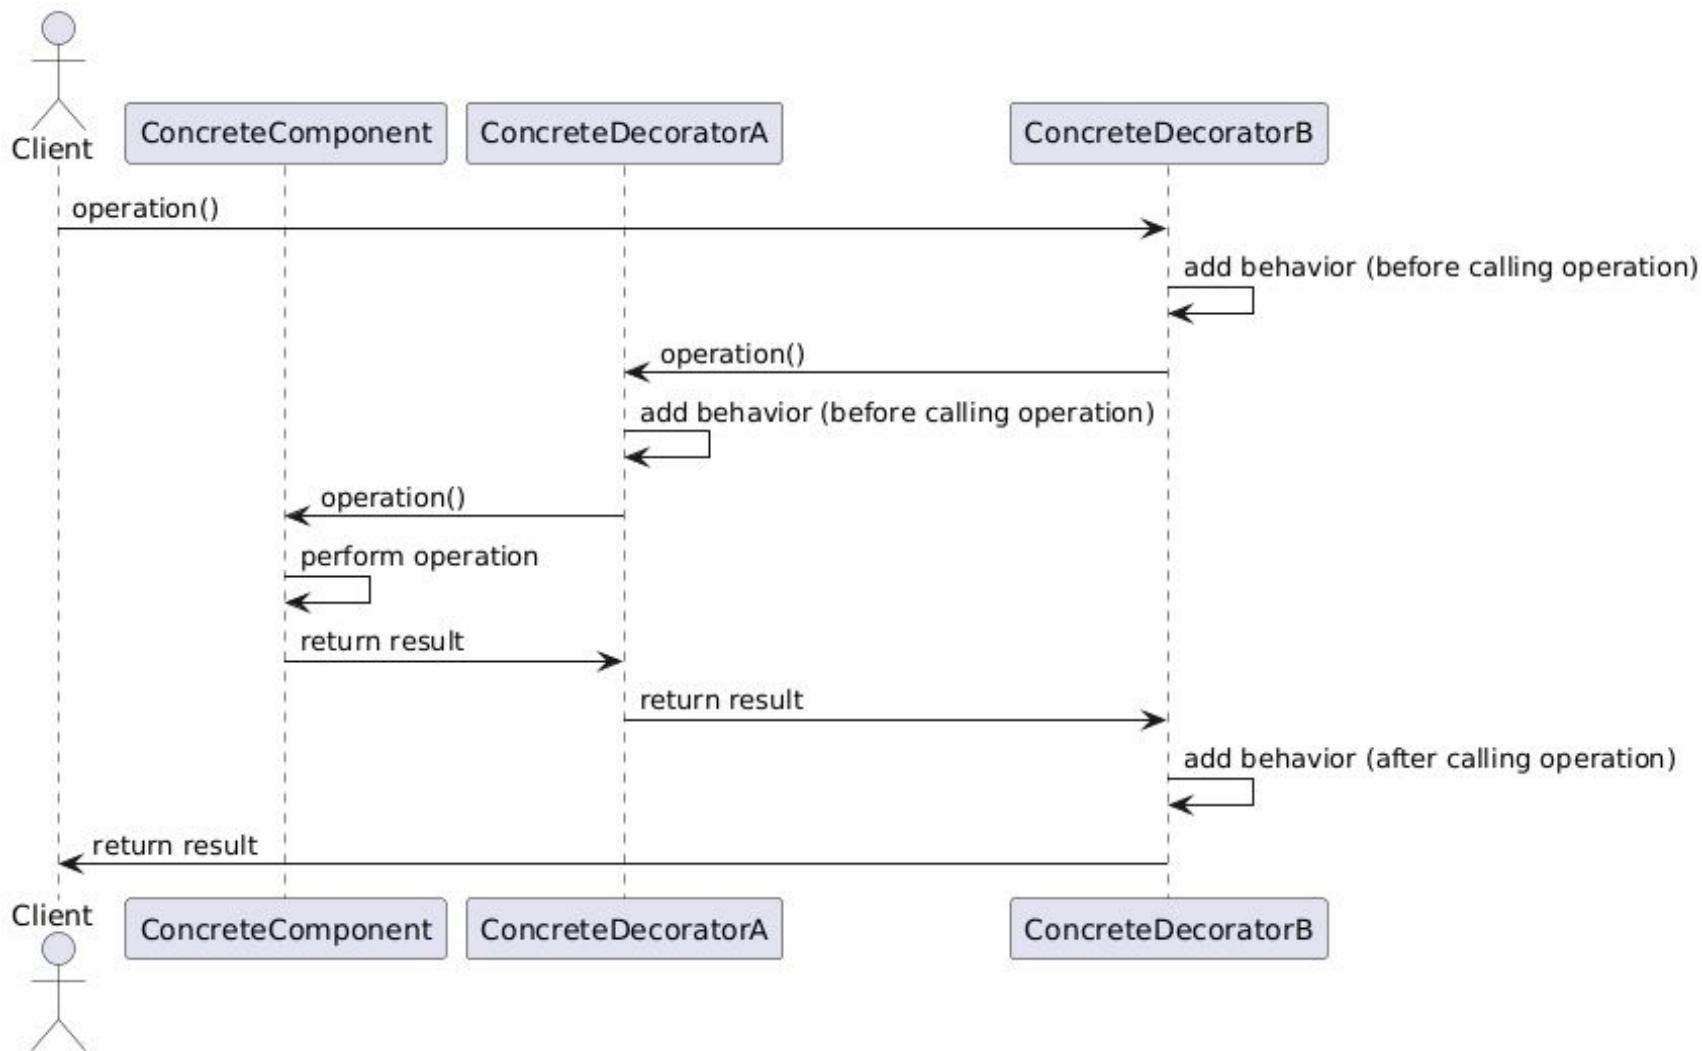 Client
ConcreteComponent
ConcreteDecoratorA
ConcreteDecoratorB
operation()
add behavior (before calling operation)
operation()
add behavior (before calling operation)
operation()
perform operation
return result
return result
add behavior (after calling operation)
return result
Client
ConcreteComponent
ConcreteDecoratorA
ConcreteDecoratorB